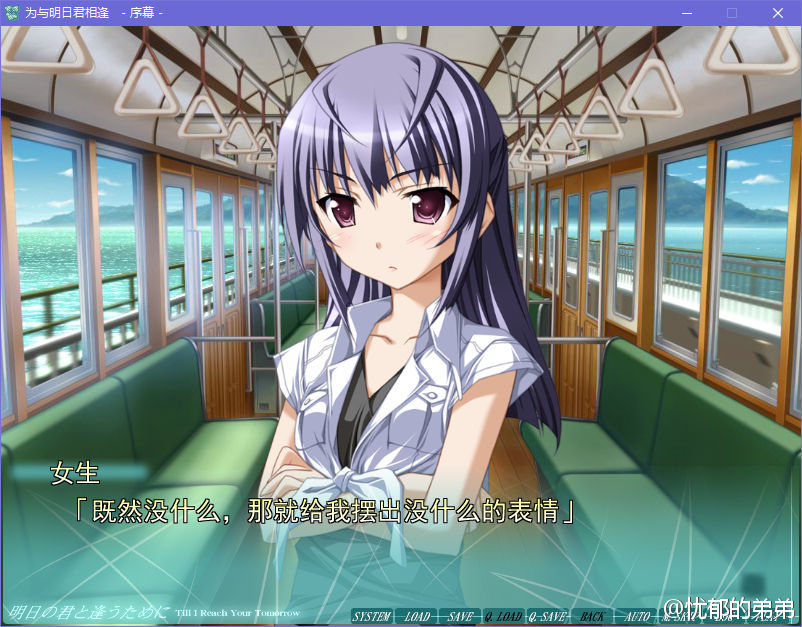 为与明日君相逢 - 序幕 -
女生
「既然没什么，那就给我摆出没什么的表情」
明日の君と逢うために Till I Reach Your Tomorrow
SYSTEM LOAD SAVE Q.LOAD Q.SAVE BACK AUTO
@忧郁的弟弟